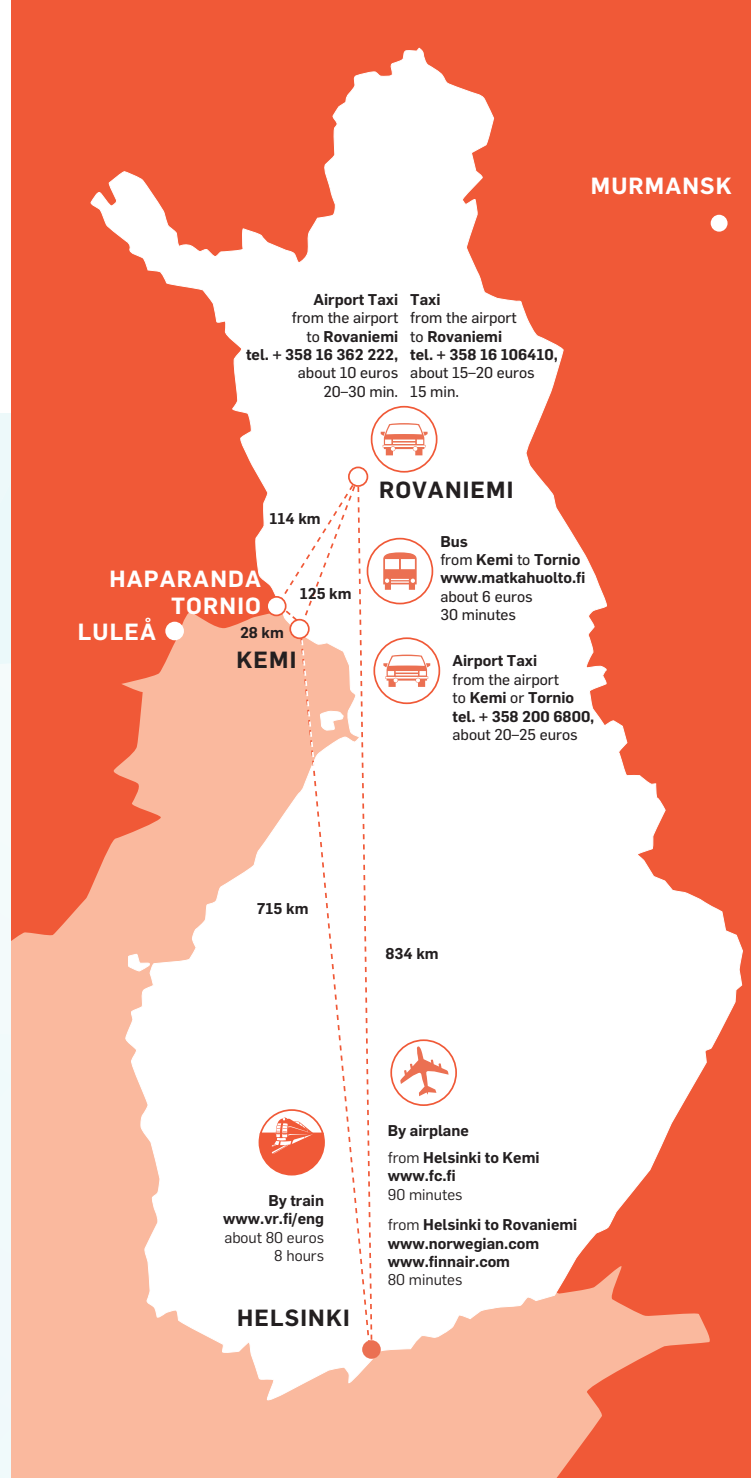 MURMANSK
Airport Taxi
from the airport
to Rovaniemi
tel. + 358 16 362 222,
about 10 euros
20–30 min.
Taxi
from the airport
to Rovaniemi
tel. + 358 16 106410,
about 15–20 euros
15 min.
ROVANIEMI
114 km
HAPARANDA
TORNIO
125 km
LULEÅ
28 km
KEMI
Bus
from Kemi to Tornio
www.matkahuolto.fi
about 6 euros
30 minutes
Airport Taxi
from the airport
to Kemi or Tornio
tel. + 358 200 6800,
about 20–25 euros
715 km
834 km
By train
www.vr.fi/eng
about 80 euros
8 hours
By airplane
from Helsinki to Kemi
www.fc.fi
90 minutes
from Helsinki to Rovaniemi
www.norwegian.com
www.finnair.com
80 minutes
HELSINKI